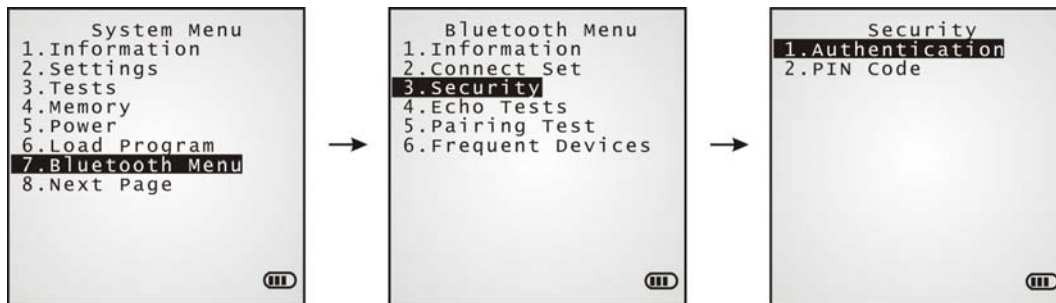 System Menu
1.Information
2.Settings
3.Tests
4.Memory
5.Power
6.Load Program
7.Bluetooth Menu
8.Next Page
Bluetooth Menu
1.Information
2.Connect Set
3.Security
4.Echo Tests
5.Pairing Test
6.Frequent Devices
Security
1.Authentication
2.PIN Code